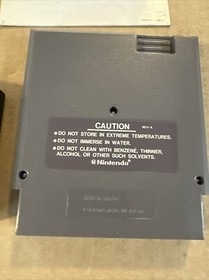 CAUTION
REV-A
• DO NOT STORE IN EXTREME TEMPERATURES.
• DO NOT IMMERSE IN WATER.
• DO NOT CLEAN WITH BENZENE, THINNER,
ALCOHOL OR OTHER SUCH SOLVENTS.
Nintendo